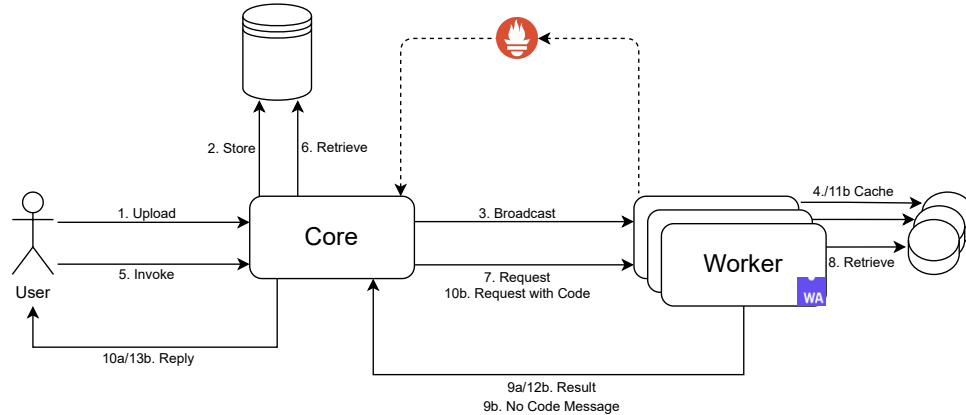 2. Store
6. Retrieve
4./11b Cache
1. Upload
3. Broadcast
Core
5. Invoke
7. Request
10b. Request with Code
Worker
8. Retrieve
WA
User
10a/13b. Reply
9a/12b. Result
9b. No Code Message